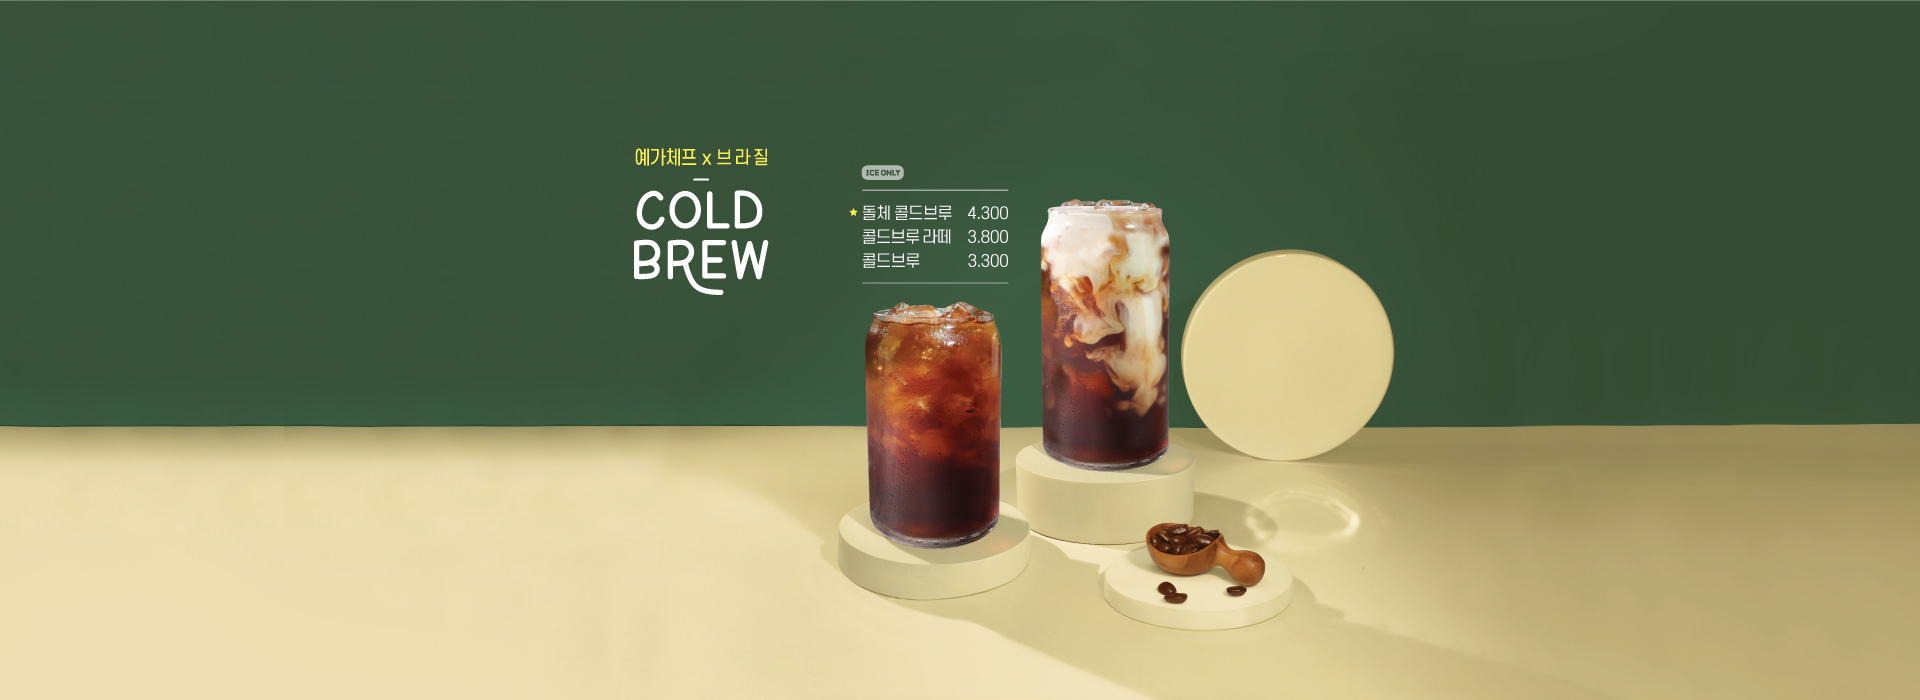 예가체프 x 브라질
COLD
BREW
ICE ONLY
★ 돌체 콜드브루 4.300
콜드브루 라떼 3.800
콜드브루 3.300